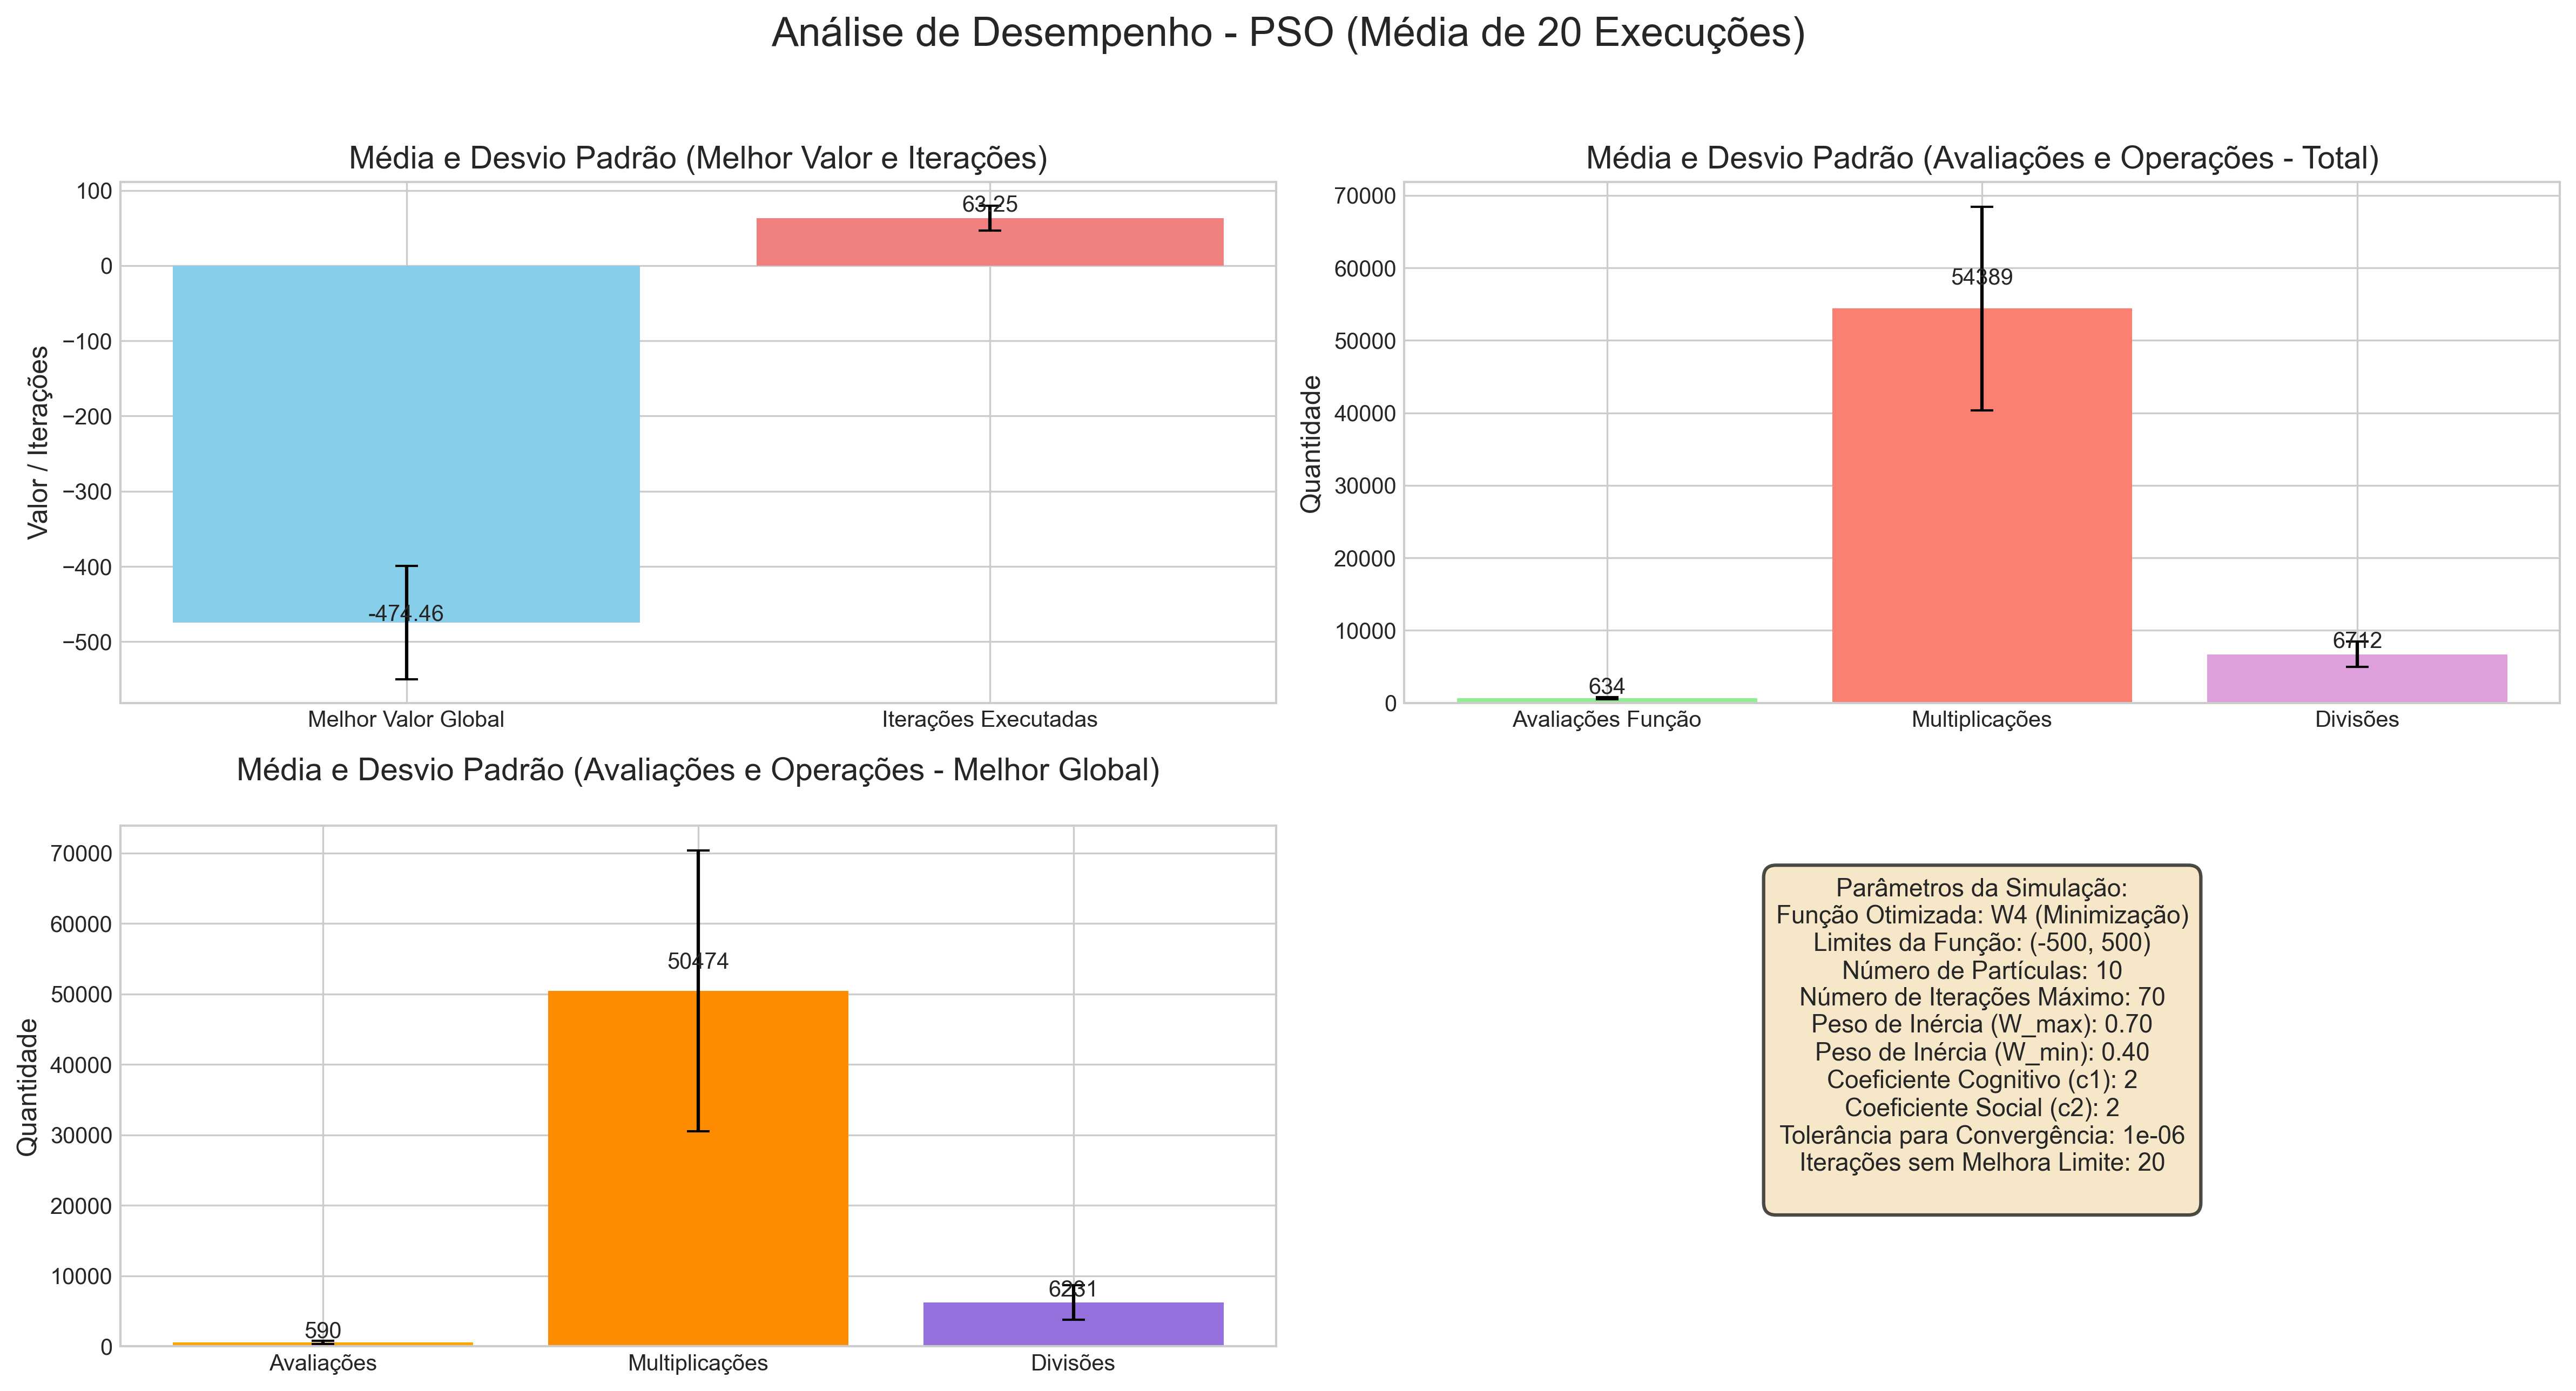 Análise de Desempenho - PSO (Média de 20 Execuções)
Média e Desvio Padrão (Melhor Valor e Iterações)
Valor / Iterações
100
0
−100
−200
−300
−400
−500
-474.46
63.25
Melhor Valor Global
Iterações Executadas
Média e Desvio Padrão (Avaliações e Operações - Total)
Quantidade
70000
60000
50000
40000
30000
20000
10000
0
634
54389
6712
Avaliações Função
Multiplicações
Divisões
Média e Desvio Padrão (Avaliações e Operações - Melhor Global)
Quantidade
70000
60000
50000
40000
30000
20000
10000
0
590
50474
6231
Avaliações
Multiplicações
Divisões
Parâmetros da Simulação:
Função Otimizada: W4 (Minimização)
Limites da Função: (-500, 500)
Número de Partículas: 10
Número de Iterações Máximo: 70
Peso de Inércia (W_max): 0.70
Peso de Inércia (W_min): 0.40
Coeficiente Cognitivo (c1): 2
Coeficiente Social (c2): 2
Tolerância para Convergência: 1e-06
Iterações sem Melhora Limite: 20